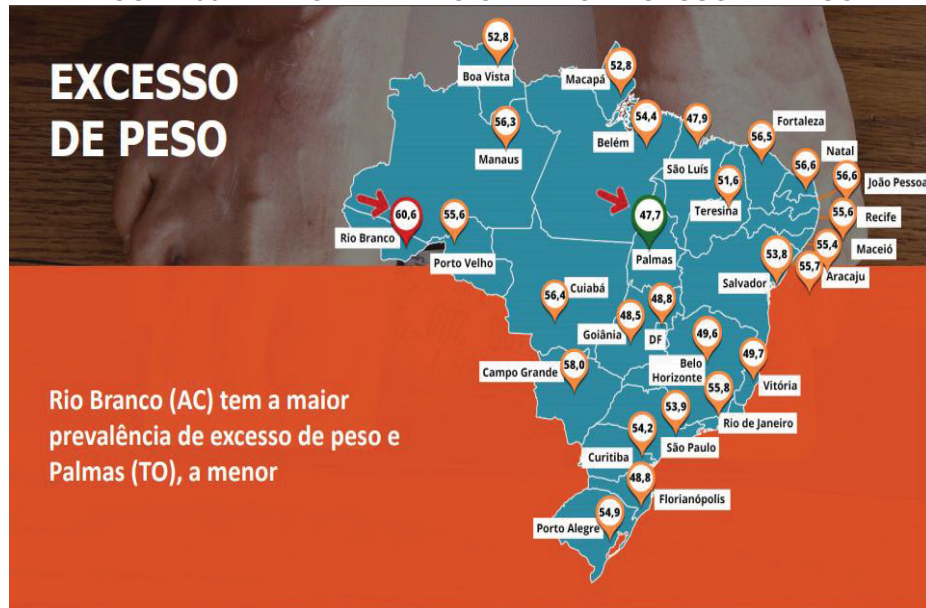 EXCESSO
DE PESO
52,8
Boa Vista
52,8
Macapá
56,3
Manaus
54,4
Belém
47,9
São Luís
56,5
Fortaleza
56,6
Natal
56,6
João Pessoa
51,6
Teresina
60,6
Rio Branco
55,6
Porto Velho
47,7
Palmas
55,6
Recife
55,4
Maceió
55,7
Aracaju
53,8
Salvador
56,4
Cuiabá
48,5
Goiânia
48,8
DF
49,6
Belo
Horizonte
49,7
Vitória
58,0
Campo Grande
55,8
Rio de Janeiro
53,9
São Paulo
54,2
Curitiba
48,8
Florianópolis
54,9
Porto Alegre
Rio Branco (AC) tem a maior
prevalência de excesso de peso e
Palmas (TO), a menor